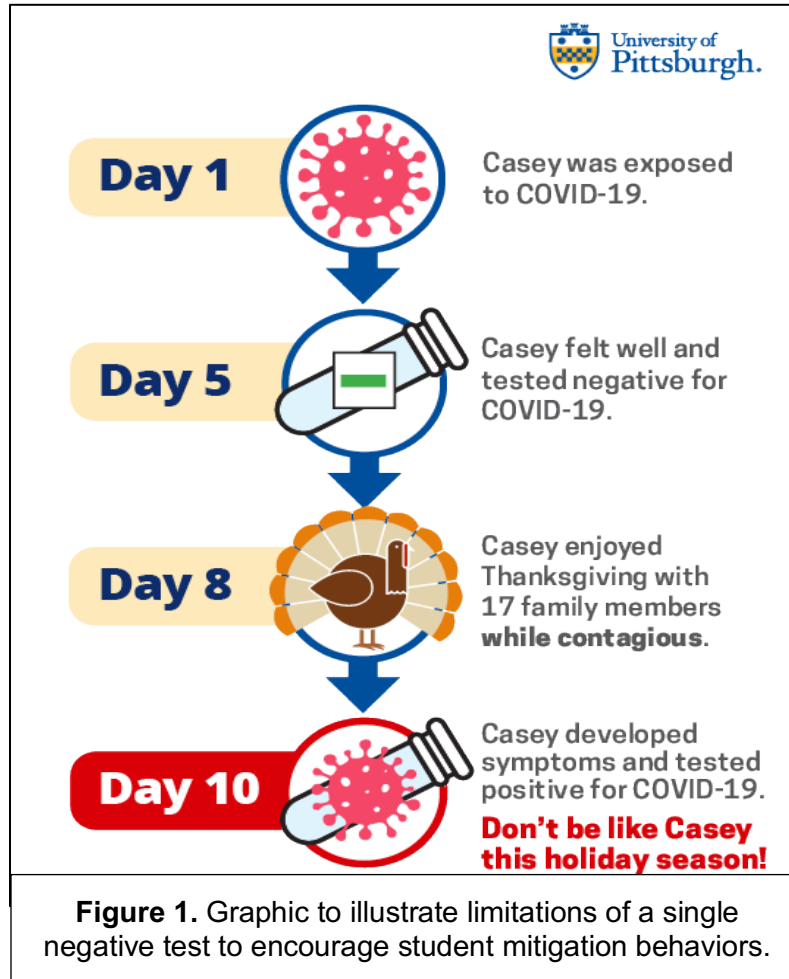 University of
Pittsburgh.
Day 1
Casey was exposed
to COVID-19.
Day 5
Casey felt well and
tested negative for
COVID-19.
Day 8
Casey enjoyed
Thanksgiving with
17 family members
while contagious.
Day 10
Casey developed
symptoms and tested
positive for COVID-19.
Don't be like Casey
this holiday season!
Figure 1. Graphic to illustrate limitations of a single
negative test to encourage student mitigation behaviors.